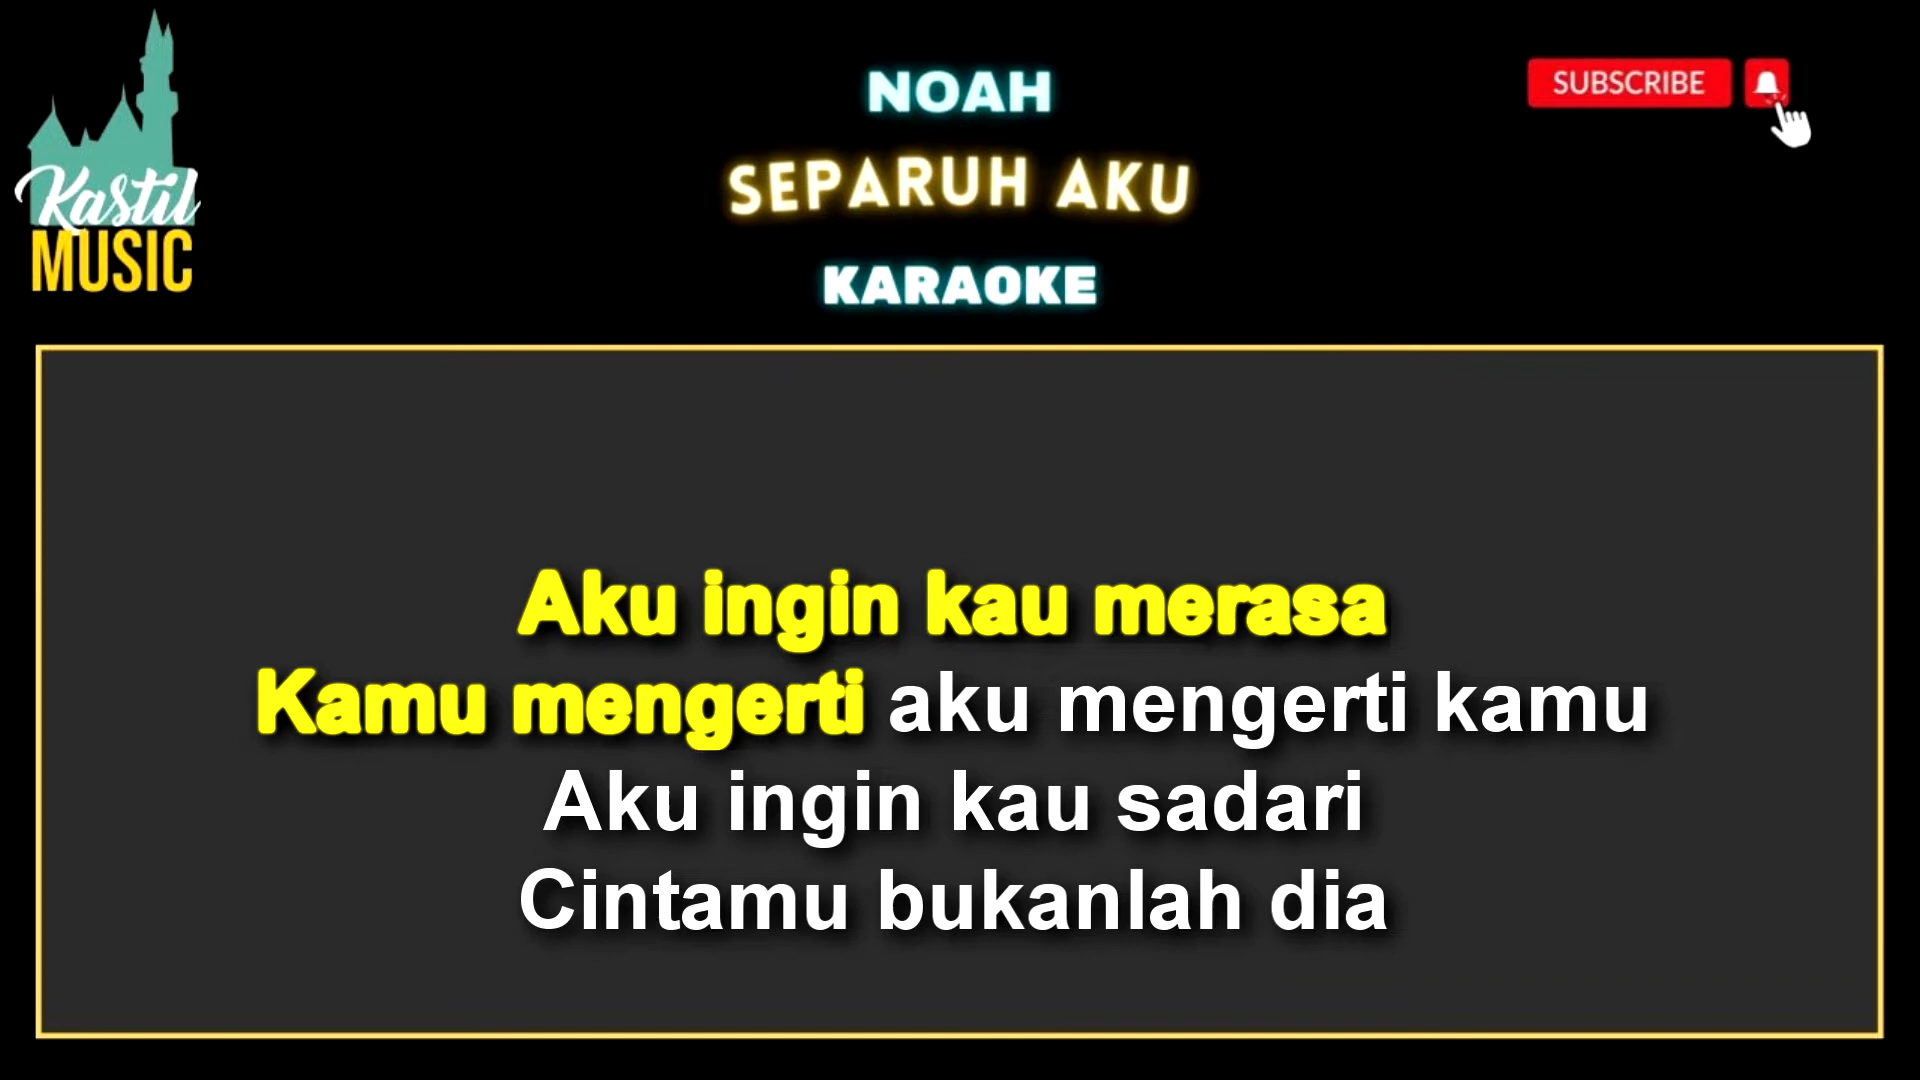 Kastil
MUSIC
NOAH
SEPARUH AKU
KARAOKE
SUBSCRIBE
Aku ingin kau merasa
Kamu mengerti aku mengerti kamu
Aku ingin kau sadari
Cintamu bukanlah dia